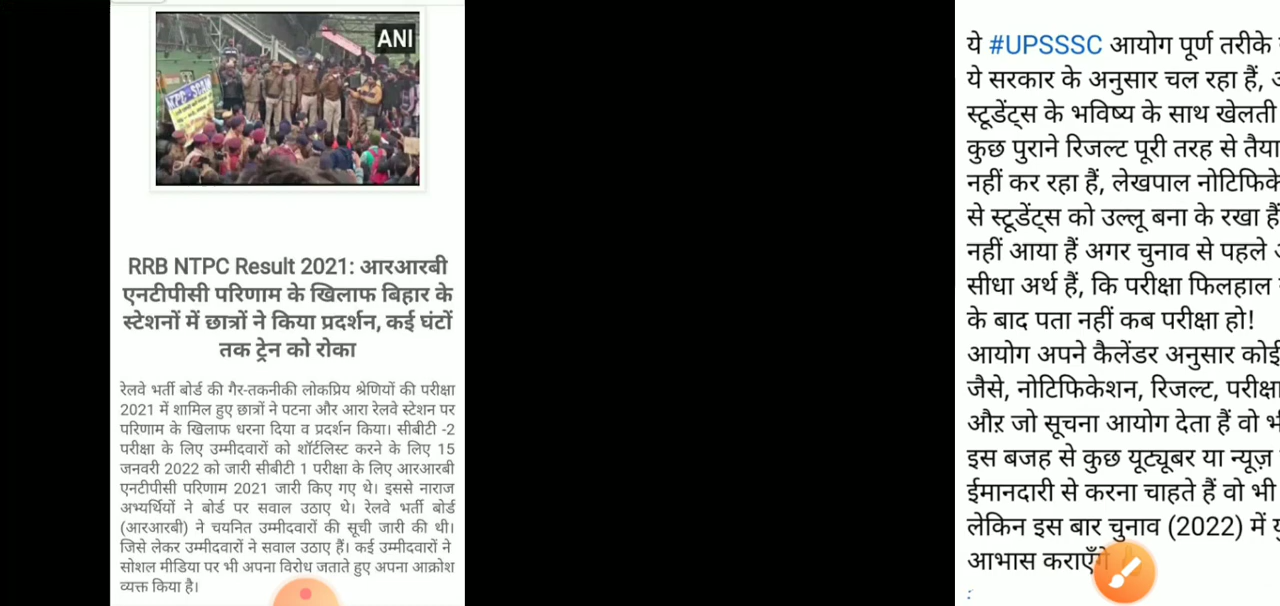 ANI
RRB NTPC Result 2021: आरआरबी
एनटीपीसी परिणाम के खिलाफ बिहार के
स्टेशनों में छात्रों ने किया प्रदर्शन, कई घंटों
तक ट्रेन को रोका
रेलवे भर्ती बोर्ड की गैर-तकनीकी लोकप्रिय श्रेणियों की परीक्षा
2021 में शामिल हुए छात्रों ने पटना और आरा रेलवे स्टेशन पर
परिणाम के खिलाफ धरना दिया व प्रदर्शन किया। सीबीटी -2
परीक्षा के लिए उम्मीदवारों को शॉर्टलिस्ट करने के लिए 15
जनवरी 2022 को जारी सीबीटी 1 परीक्षा के लिए आरआरबी
एनटीपीसी परिणाम 2021 जारी किए गए थे। इससे नाराज
अभ्यर्थियों ने बोर्ड पर सवाल उठाए थे। रेलवे भर्ती बोर्ड
(आरआरबी) ने चयनित उम्मीदवारों की सूची जारी की थी।
जिसे लेकर उम्मीदवारों ने सवाल उठाए हैं। कई उम्मीदवारों ने
सोशल मीडिया पर भी अपना विरोध जताते हुए अपना आक्रोश
व्यक्त किया है।
ये #UPSSSC आयोग पूर्ण तरीके
ये सरकार के अनुसार चल रहा हैं,
स्टूडेंट्स के भविष्य के साथ खेलती
कुछ पुराने रिजल्ट पूरी तरह से तैया
नहीं कर रहा हैं, लेखपाल नोटिफिके
से स्टूडेंट्स को उल्लू बना के रखा हैं
नहीं आया हैं अगर चुनाव से पहले
सीधा अर्थ हैं, कि परीक्षा फिलहाल
के बाद पता नहीं कब परीक्षा हो!
आयोग अपने कैलेंडर अनुसार कोई
जैसे, नोटिफिकेशन, रिजल्ट, परीक्षा
औऱ जो सूचना आयोग देता हैं वो भी
इस बजह से कुछ यूट्यूबर या न्यूज़
ईमानदारी से करना चाहते हैं वो भी
लेकिन इस बार चुनाव (2022) में
आभास कराएँगे